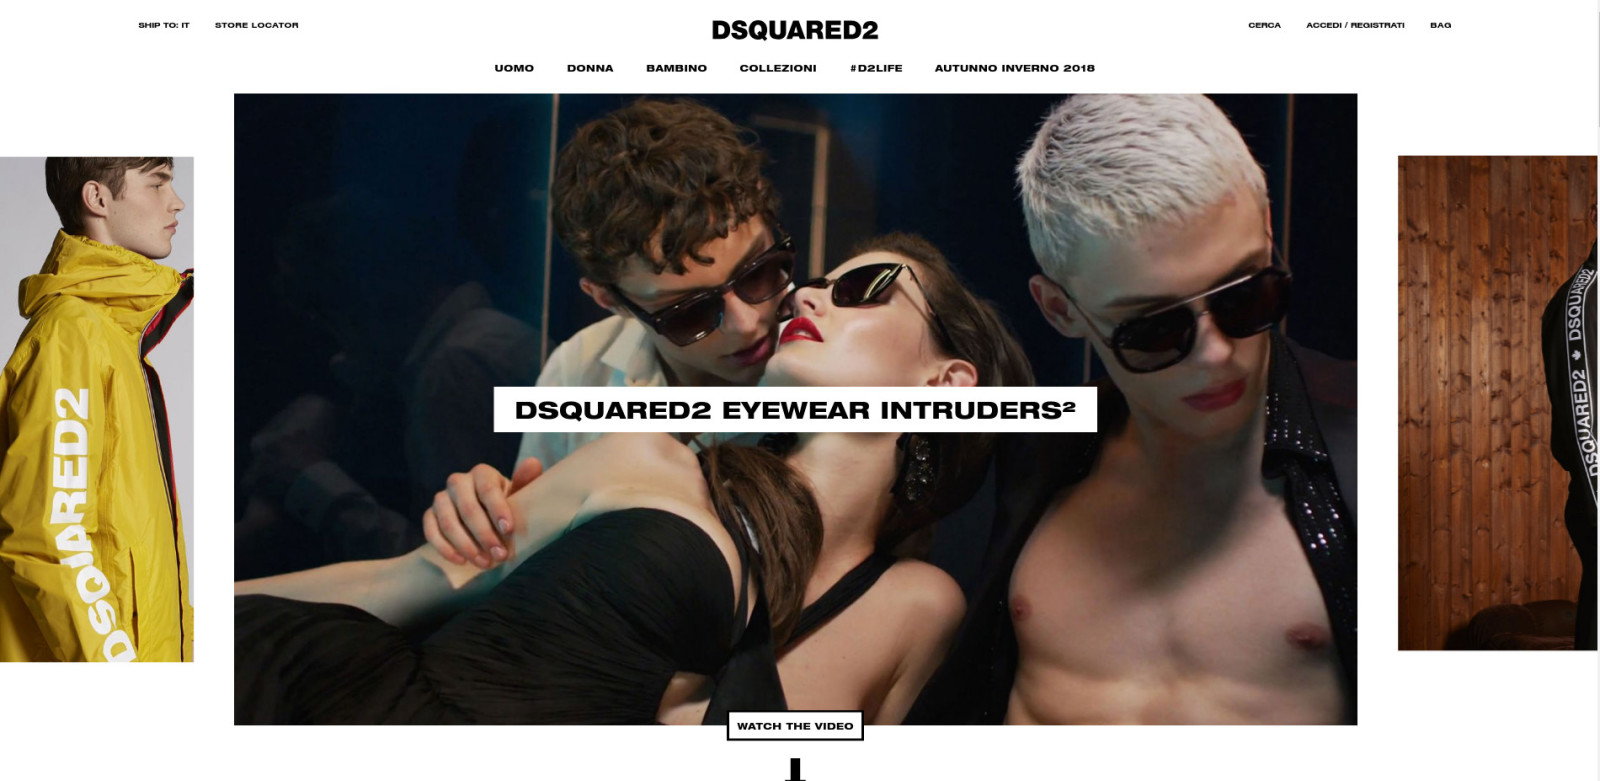 SHIP TO: IT
STORE LOCATOR
DSQUARED2
CERCA
ACCEDI / REGISTRATI
BAG
UOMO
DONNA
BAMBINO
COLLEZIONI
#D2LIFE
AUTUNNO INVERNO 2018
DSQUARED2
DSQUARED2 EYEWEAR INTRUDERS²
DSQUARED2
DSQUARED2
WATCH THE VIDEO